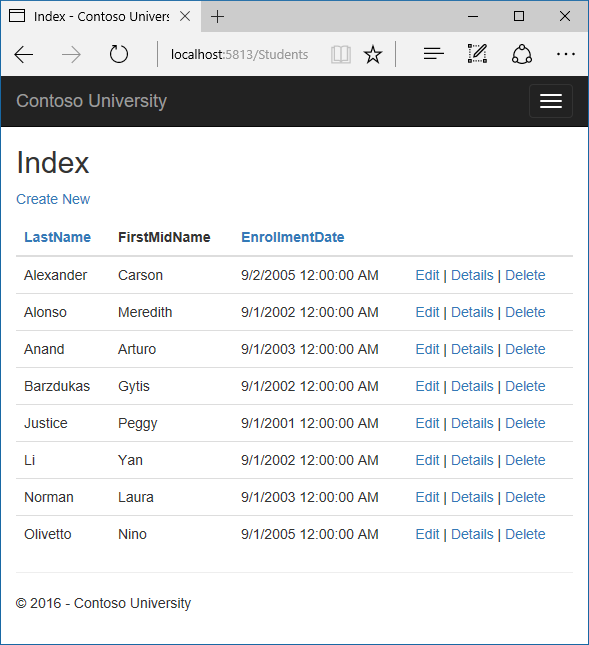 Index - Contoso Univers
localhost:5813/Students
Contoso University
Index
Create New
LastName FirstMidName EnrollmentDate
Alexander Carson 9/2/2005 12:00:00 AM Edit | Details | Delete
Alonso Meredith 9/1/2002 12:00:00 AM Edit | Details | Delete
Anand Arturo 9/1/2003 12:00:00 AM Edit | Details | Delete
Barzdukas Gytis 9/1/2002 12:00:00 AM Edit | Details | Delete
Justice Peggy 9/1/2001 12:00:00 AM Edit | Details | Delete
Li Yan 9/1/2002 12:00:00 AM Edit | Details | Delete
Norman Laura 9/1/2003 12:00:00 AM Edit | Details | Delete
Olivetto Nino 9/1/2005 12:00:00 AM Edit | Details | Delete
© 2016 - Contoso University